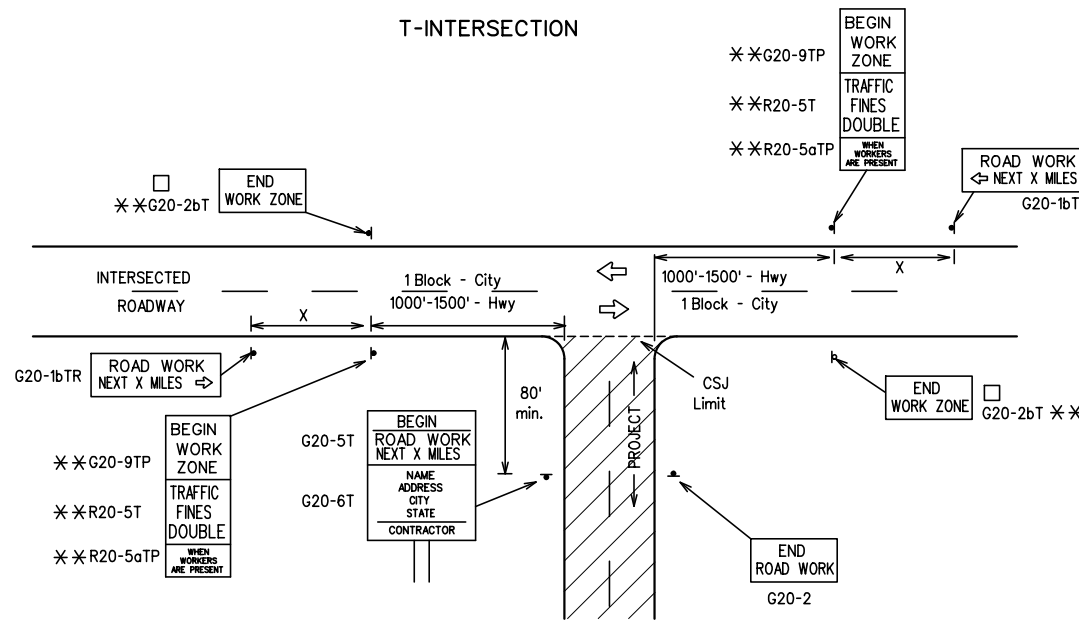 T-INTERSECTION
BEGIN
WORK
ZONE
✳✳G20-9TP
TRAFFIC
FINES
DOUBLE
✳✳R20-5T
WHEN
WORKERS
ARE PRESENT
✳✳R20-5aTP
ROAD WORK
⇦ NEXT X MILES
G20-1bT
END
WORK ZONE
□
✳✳G20-2bT
INTERSECTED
ROADWAY
1 Block - City
1000'-1500' - Hwy
X
1000'-1500' - Hwy
1 Block - City
X
G20-1bTR
ROAD WORK
NEXT X MILES ⇨
80'
min.
CSJ
Limit
PROJECT
END
WORK ZONE
□
G20-2bT ✳✳
BEGIN
WORK
ZONE
✳✳G20-9TP
TRAFFIC
FINES
DOUBLE
✳✳R20-5T
WHEN
WORKERS
ARE PRESENT
✳✳R20-5aTP
G20-5T
BEGIN
ROAD WORK
NEXT X MILES
G20-6T
NAME
ADDRESS
CITY
STATE
CONTRACTOR
END
ROAD WORK
G20-2